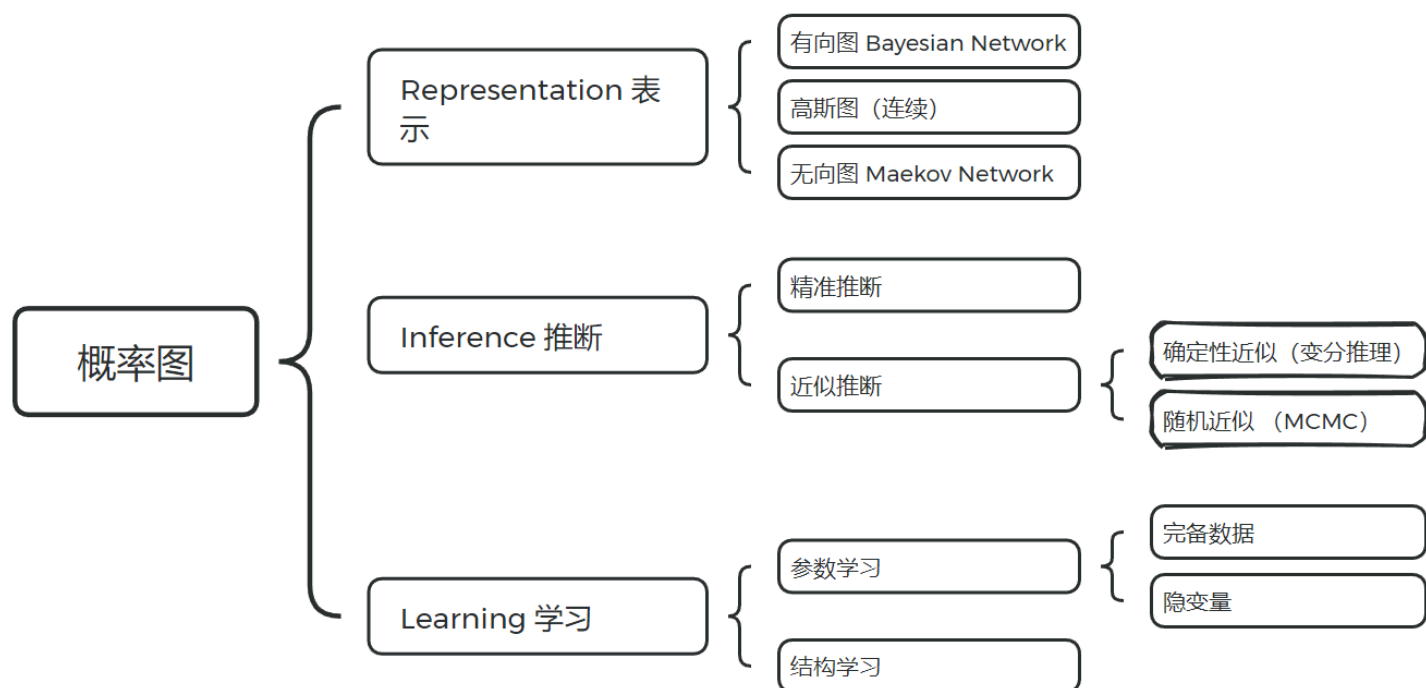 概率图
Representation 表
示
有向图 Bayesian Network
高斯图（连续）
无向图 Maekov Network
Inference 推断
精准推断
近似推断
确定性近似（变分推理）
随机近似 （MCMC）
Learning 学习
参数学习
完备数据
隐变量
结构学习